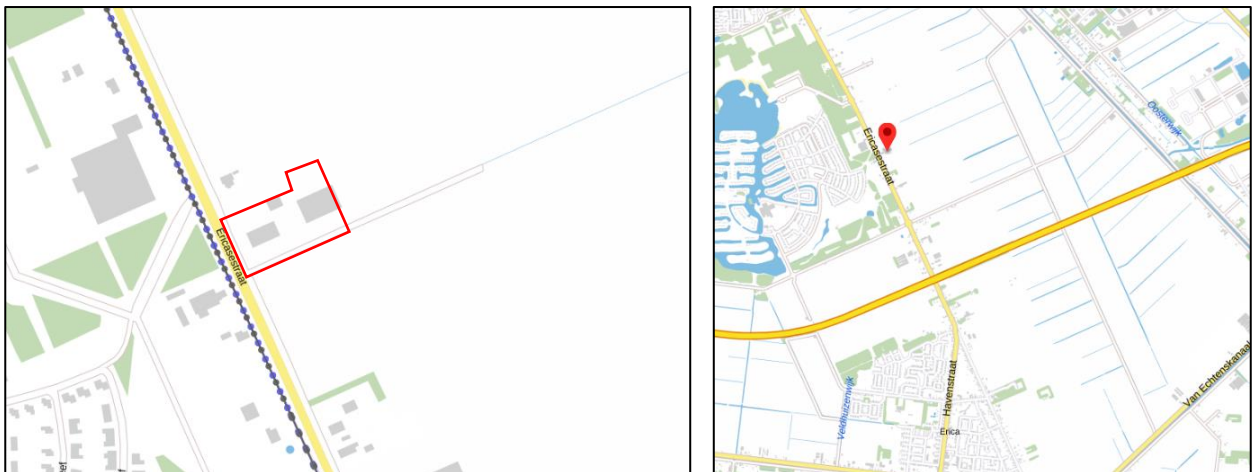 Ericasestraat
Ericasestraat
Oosterwijk
Van Echtenskanaal
Havenstraat
Veldhuizenwijk
Erica